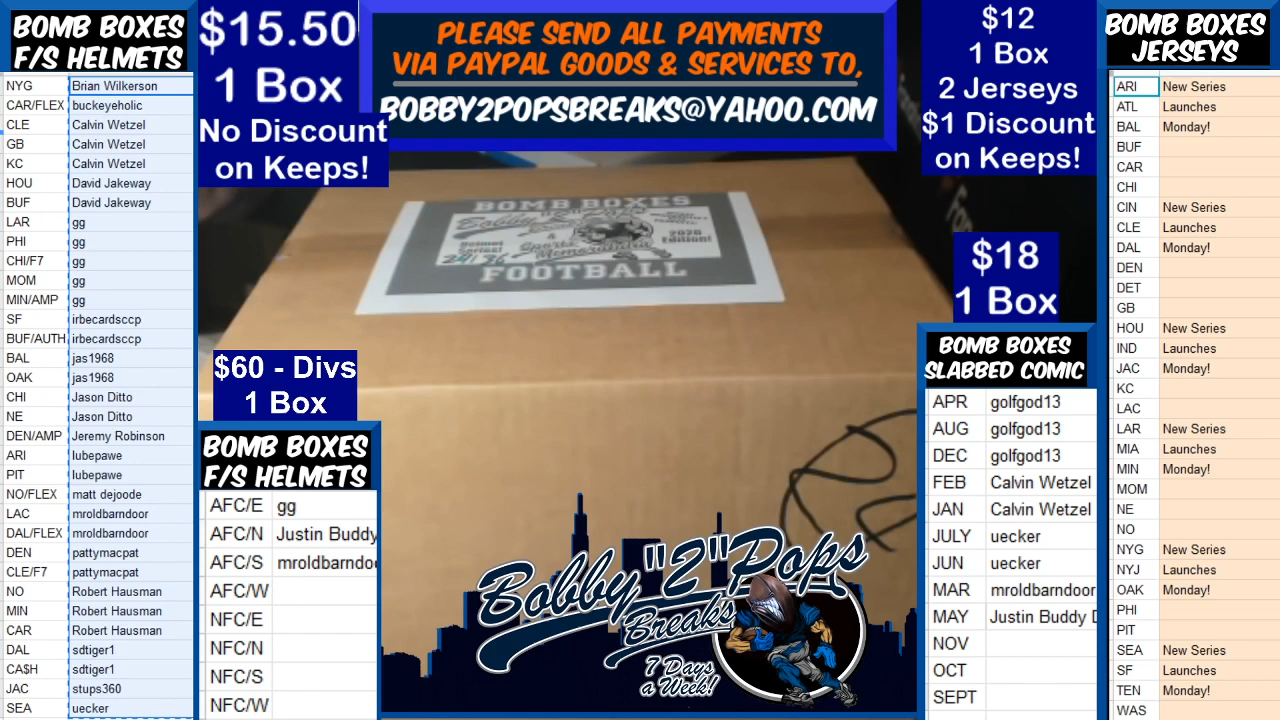 BOMB BOXES
F/S HELMETS
NYG Brian Wilkerson
CAR/FLEX buckeyeholic
CLE Calvin Wetzel
GB Calvin Wetzel
KC Calvin Wetzel
HOU David Jakeway
BUF David Jakeway
LAR gg
PHI gg
CHI/F7 gg
MOM gg
MIN/AMP gg
SF irbecardsccp
BUF/AUTH irbecardsccp
BAL jas1968
OAK jas1968
CHI Jason Ditto
NE Jason Ditto
DEN/AMP Jeremy Robinson
ARI lubepawe
PIT lubepawe
NO/FLEX matt dejoode
LAC mroldbarndoor
DAL/FLEX mroldbarndoor
DEN pattymacpat
CLE/F7 pattymacpat
NO Robert Hausman
MIN Robert Hausman
CAR Robert Hausman
DAL sdtiger1
CA$H sdtiger1
JAC stups360
SEA uecker
$15.50
1 Box
No Discount
on Keeps!
PLEASE SEND ALL PAYMENTS
VIA PAYPAL GOODS & SERVICES TO,
BOBBY2POPSBREAKS@YAHOO.COM
$12
1 Box
2 Jerseys
$1 Discount
on Keeps!
BOMB BOXES
Bobby
Sports
Memorabilia
2020
Edition!
FOOTBALL
$60 - Divs
1 Box
BOMB BOXES
F/S HELMETS
AFC/E gg
AFC/N Justin Buddy
AFC/S mroldbarndoo
AFC/W
NFC/E
NFC/N
NFC/S
NFC/W
Bobby "2" Pops
Breaks
7 Days
a Week!
$18
1 Box
BOMB BOXES
SLABBED COMIC
APR golfgod13
AUG golfgod13
DEC golfgod13
FEB Calvin Wetzel
JAN Calvin Wetzel
JULY uecker
JUN uecker
MAR mroldbarndoor
MAY Justin Buddy D
NOV
OCT
SEPT
BOMB BOXES
JERSEYS
ARI New Series
ATL Launches
BAL Monday!
BUF
CAR
CHI
CIN New Series
CLE Launches
DAL Monday!
DEN
DET
GB
HOU New Series
IND Launches
JAC Monday!
KC
LAC
LAR New Series
MIA Launches
MIN Monday!
MOM
NE
NO
NYG New Series
NYJ Launches
OAK Monday!
PHI
PIT
SEA New Series
SF Launches
TEN Monday!
WAS